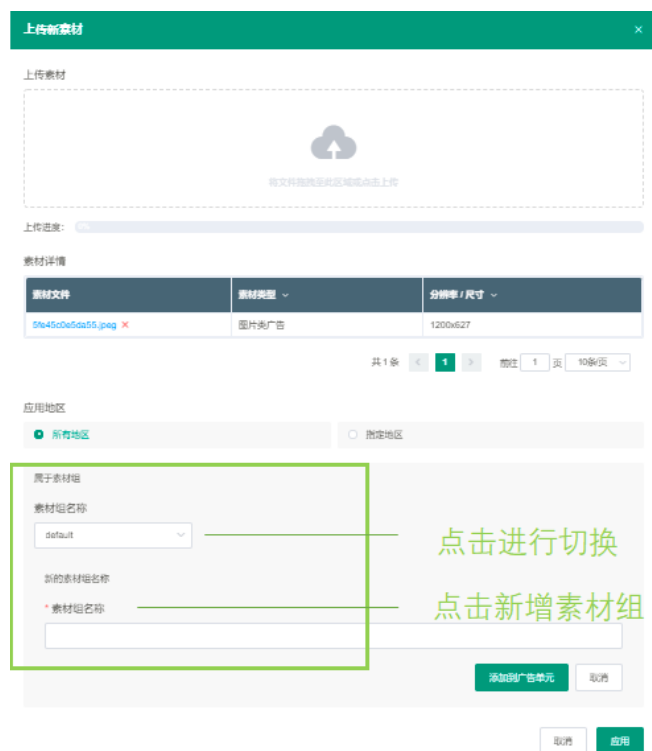 上传新素材 ×
上传素材
将文件拖拽至此区域或点击上传
上传进度: 0%
素材详情
素材文件 素材类型 分辨率 / 尺寸
5fe45c0e5da55.jpeg × 图片类广告 1200x627
共 1 条 < 1 > 前往 1 页 10条/页
应用地区
所有地区 指定地区
属于素材组
素材组名称
default
点击进行切换
新的素材组名称
* 素材组名称
点击新增素材组
添加到广告单元 取消
取消 应用